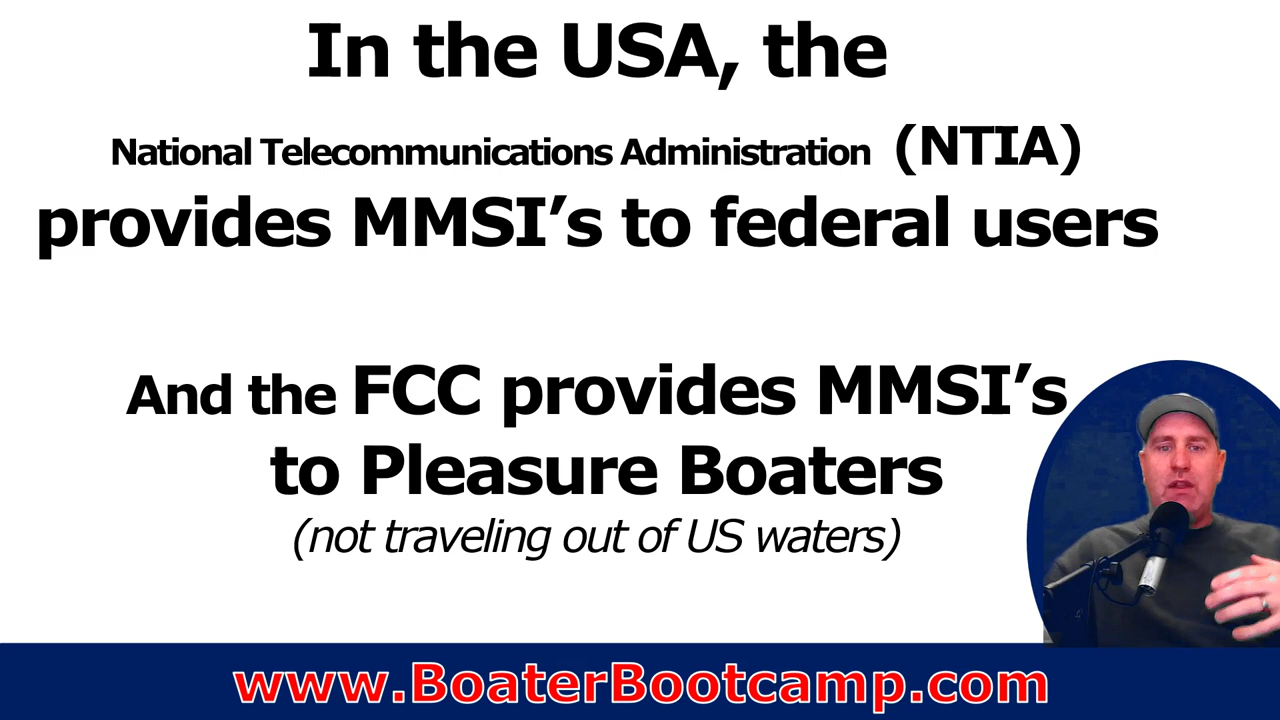 In the USA, the
National Telecommunications Administration (NTIA)
provides MMSI’s to federal users
And the FCC provides MMSI’s
to Pleasure Boaters
(not traveling out of US waters)
www.BoaterBootcamp.com